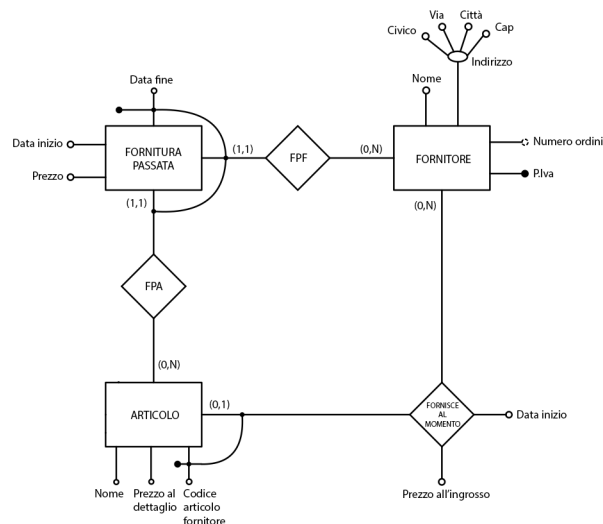 Via
Città
Civico
Cap
Indirizzo
Data fine
Nome
Data inizio
FORNITURA
PASSATA
(1,1)
FPF
(0,N)
FORNITORE
Numero ordini
Prezzo
P.Iva
(1,1)
(0,N)
FPA
(0,N)
ARTICOLO
(0,1)
FORNISCE
AL
MOMENTO
Data inizio
Nome
Prezzo al
dettaglio
Codice
articolo
fornitore
Prezzo all'ingrosso